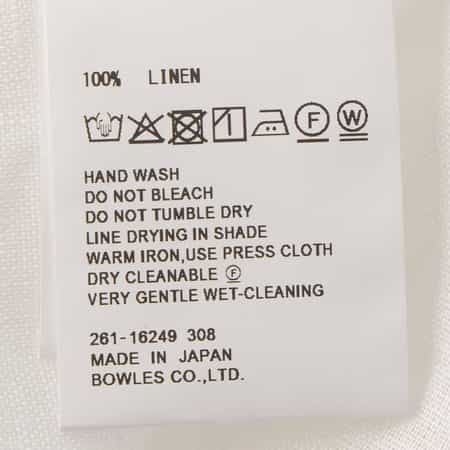 100% LINEN
F W
HAND WASH
DO NOT BLEACH
DO NOT TUMBLE DRY
LINE DRYING IN SHADE
WARM IRON,USE PRESS CLOTH
DRY CLEANABLE Ⓕ
VERY GENTLE WET-CLEANING
261-16249 308
MADE IN JAPAN
BOWLES CO.,LTD.